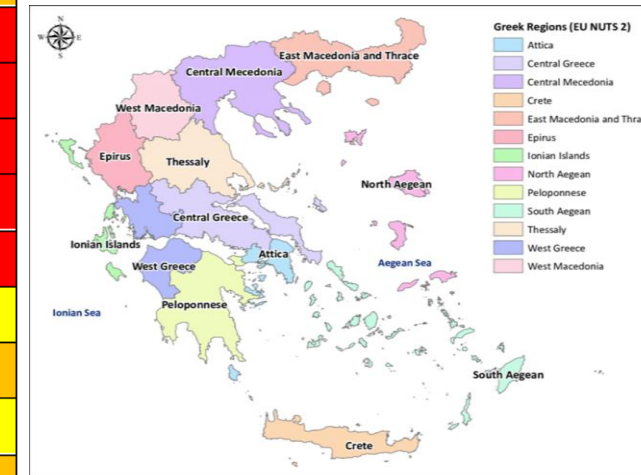 N
W
E
S
Greek Regions (EU NUTS 2)
Attica
Central Greece
Central Mecedonia
Crete
East Macedonia and Thra
Epirus
Ionian Islands
North Aegean
Peloponnese
South Aegean
Thessaly
West Greece
West Macedonia
East Macedonia and Thrace
Central Mecedonia
West Macedonia
Epirus
Thessaly
North Aegean
Central Greece
Ionian Islands
Attica
West Greece
Aegean Sea
Peloponnese
Ionian Sea
South Aegean
Crete